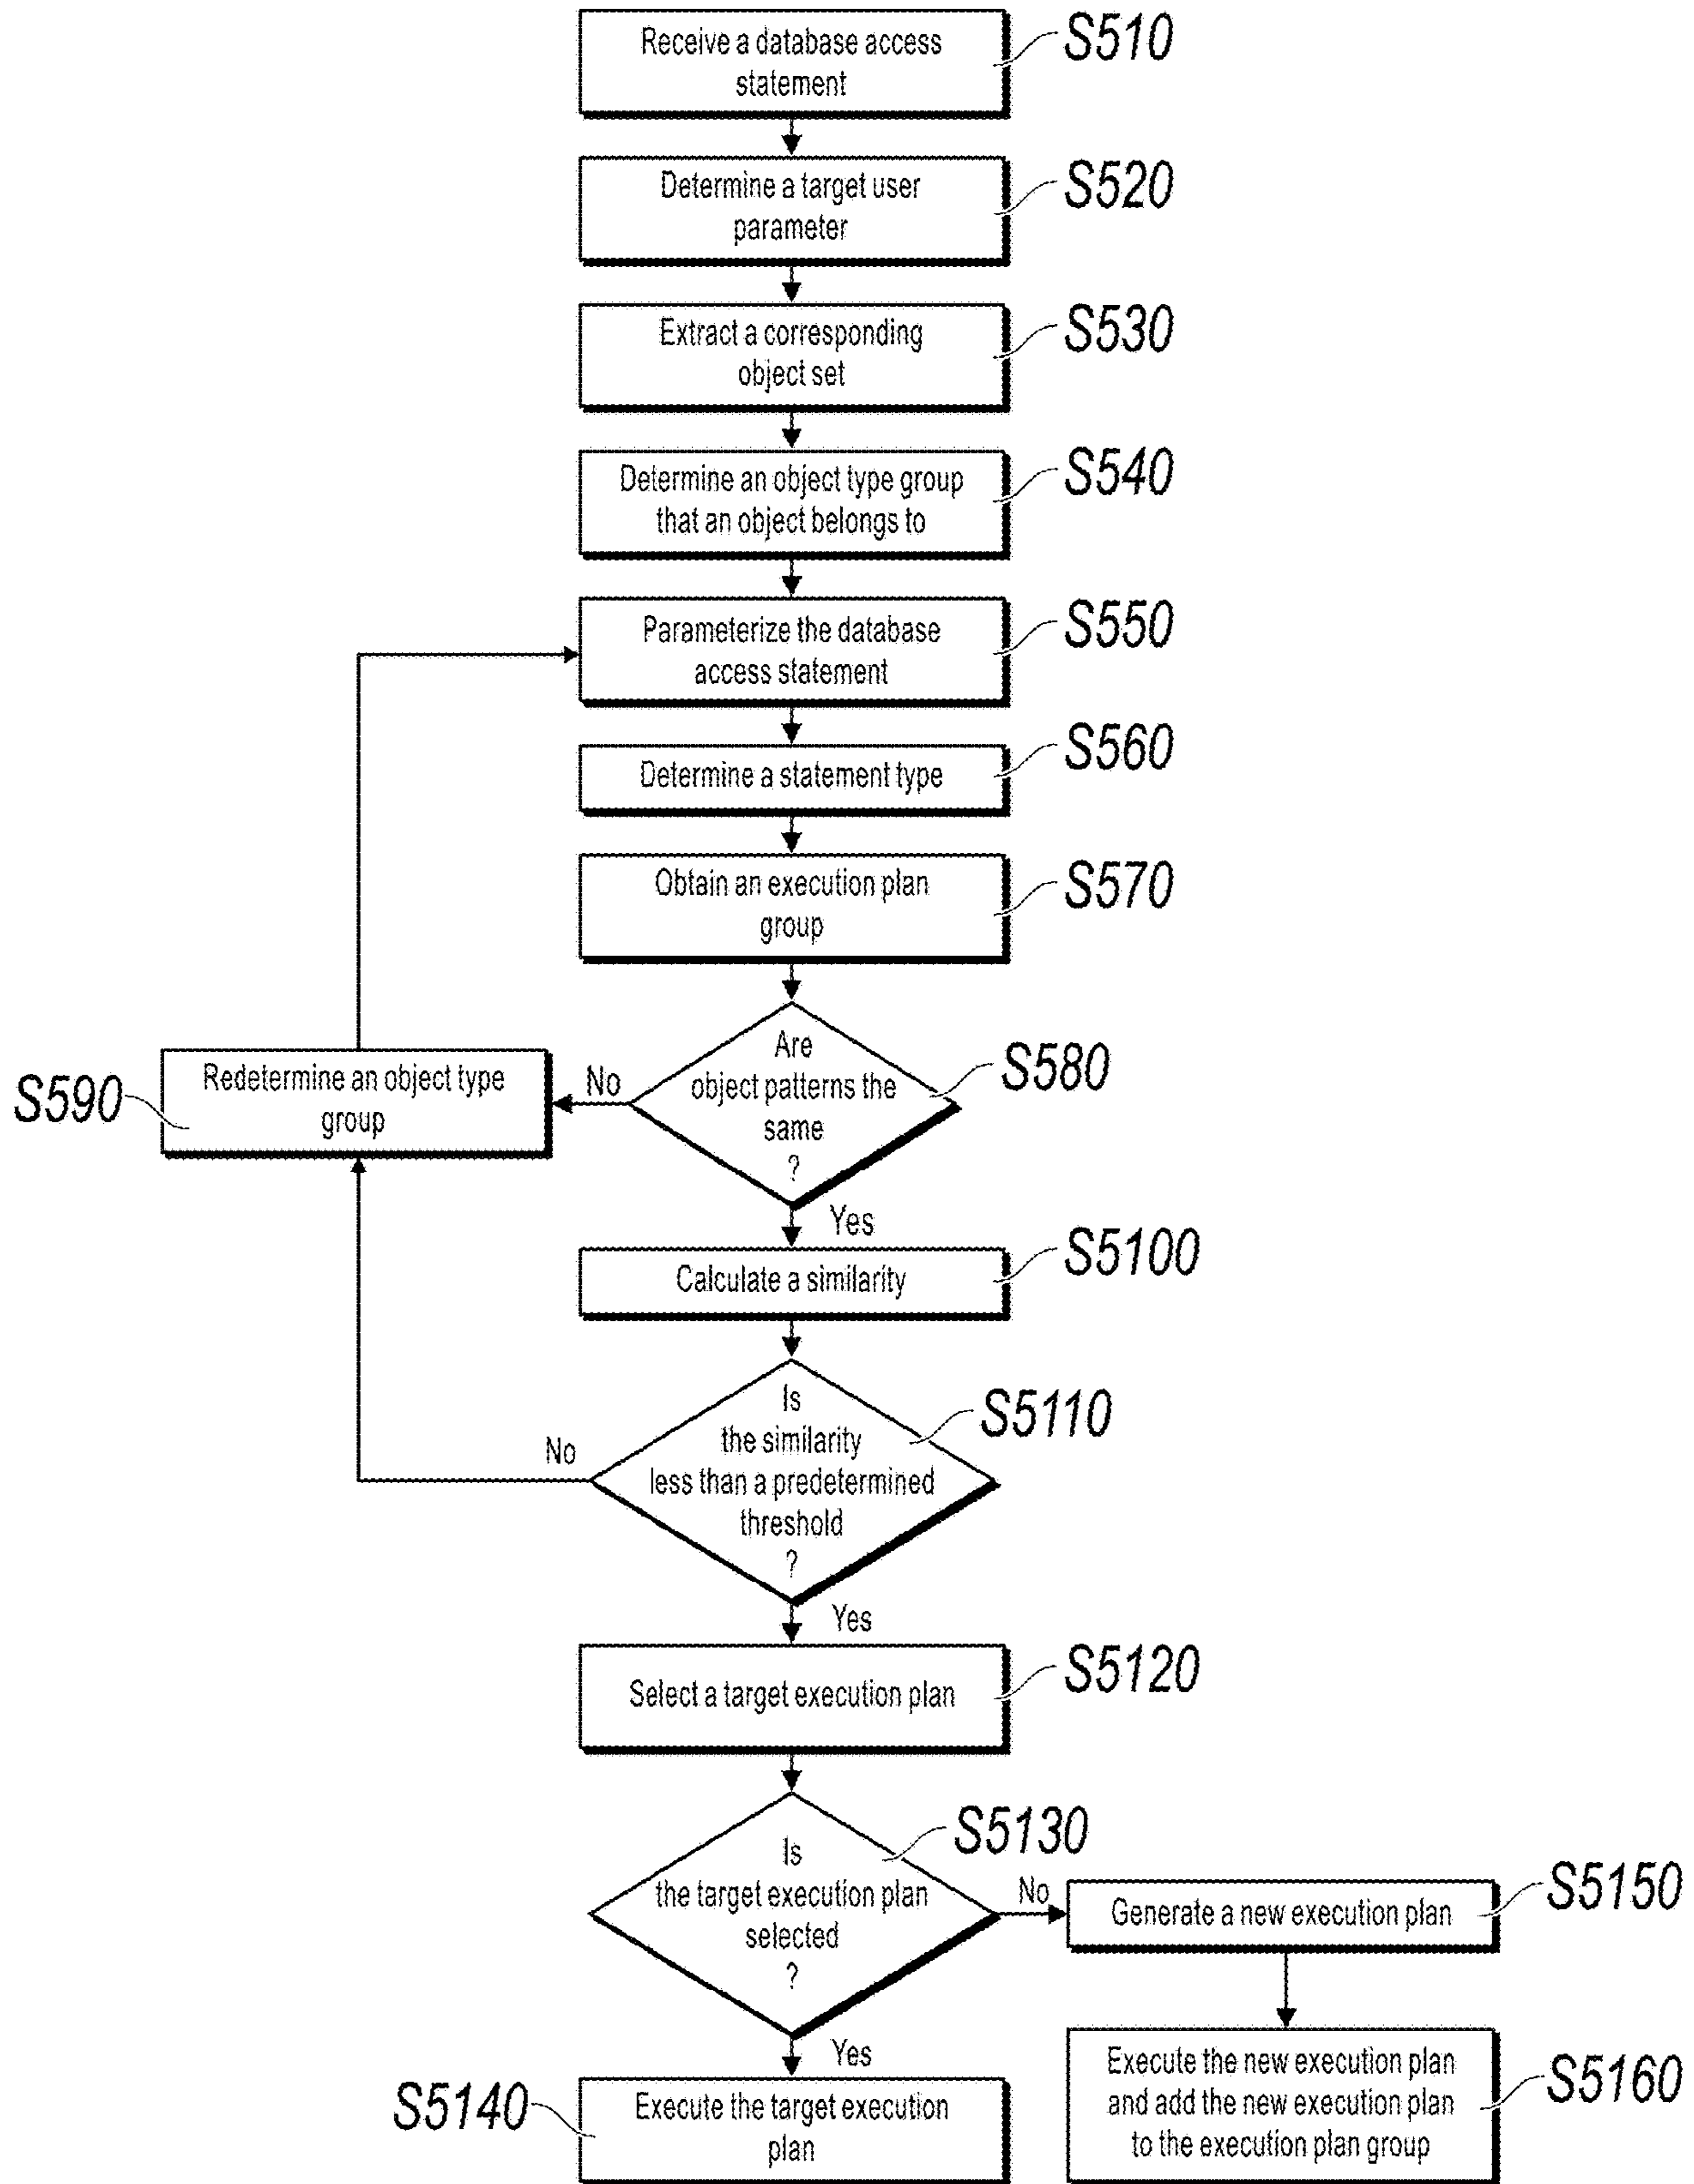 Receive a database access
statement
S510
Determine a target user
parameter
S520
Extract a corresponding
object set
S530
Determine an object type group
that an object belongs to
S540
Parameterize the database
access statement
S550
Determine a statement type
S560
Obtain an execution plan
group
S570
Are
object patterns the
same
?
S580
No
Redetermine an object type
group
S590
Yes
Calculate a similarity
S5100
Is
the similarity
less than a predetermined
threshold
?
S5110
No
Yes
Select a target execution plan
S5120
Is
the target execution plan
selected
?
S5130
No
Generate a new execution plan
S5150
Yes
Execute the target execution
plan
S5140
Execute the new execution plan
and add the new execution plan
to the execution plan group
S5160